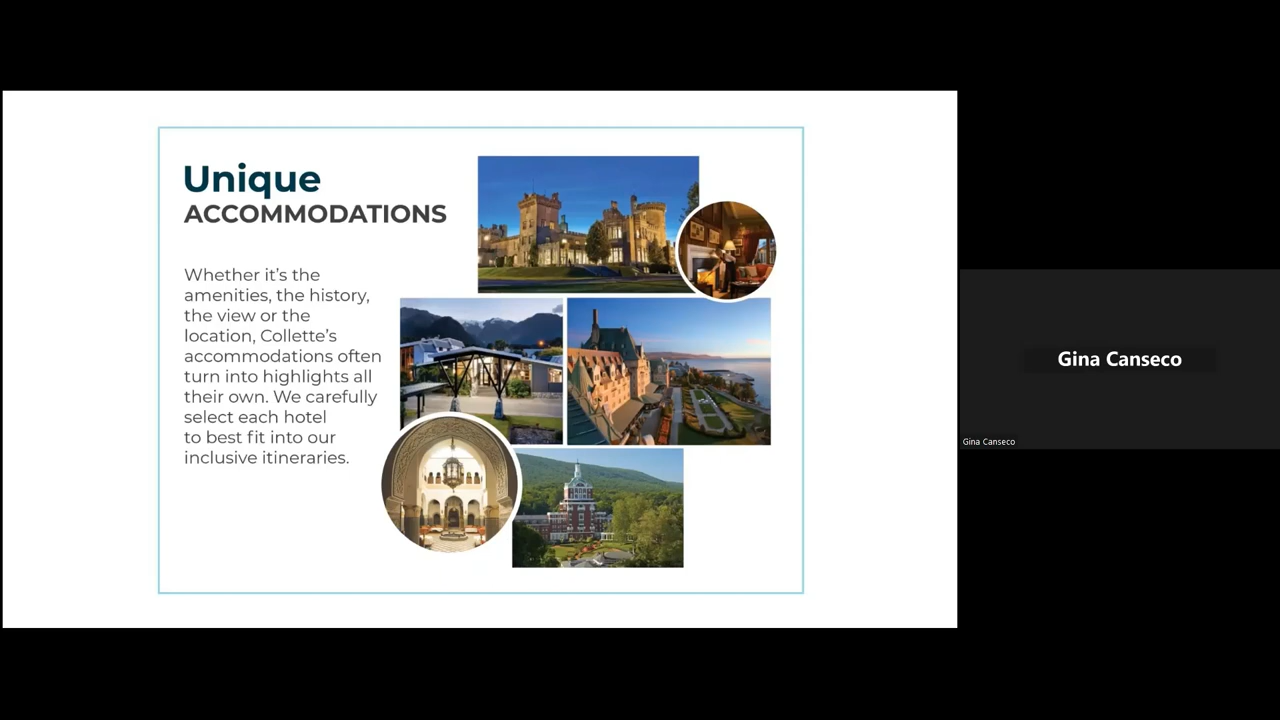 Unique
ACCOMMODATIONS
Whether it's the
amenities, the history,
the view or the
location, Collette's
accommodations often
turn into highlights all
their own. We carefully
select each hotel
to best fit into our
inclusive itineraries.
Gina Canseco
Gina Canseco